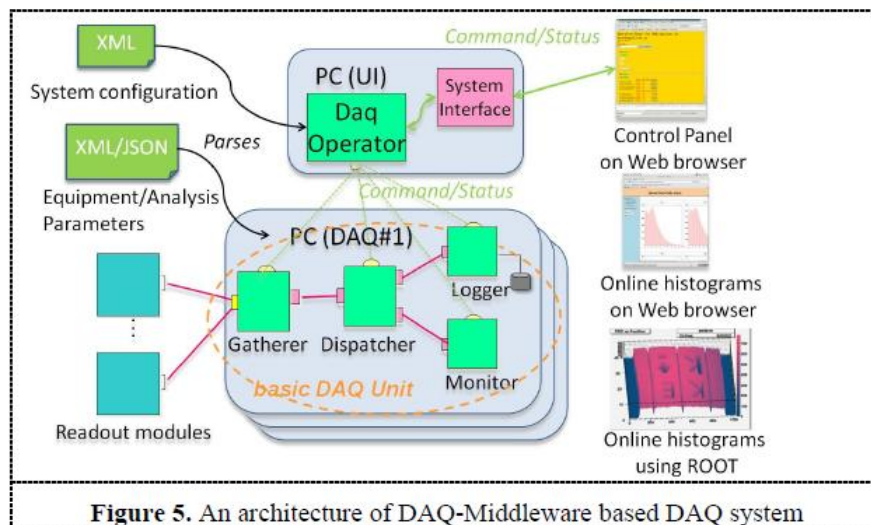 XML
System configuration
XML/JSON
Equipment/Analysis
Parameters
Parses
Command/Status
PC (UI)
Daq
Operator
System
Interface
Control Panel
on Web browser
Command/Status
PC (DAQ#1)
Gatherer
Dispatcher
Logger
Monitor
basic DAQ Unit
Readout modules
Online histograms
on Web browser
Online histograms
using ROOT
Figure 5. An architecture of DAQ-Middleware based DAQ system